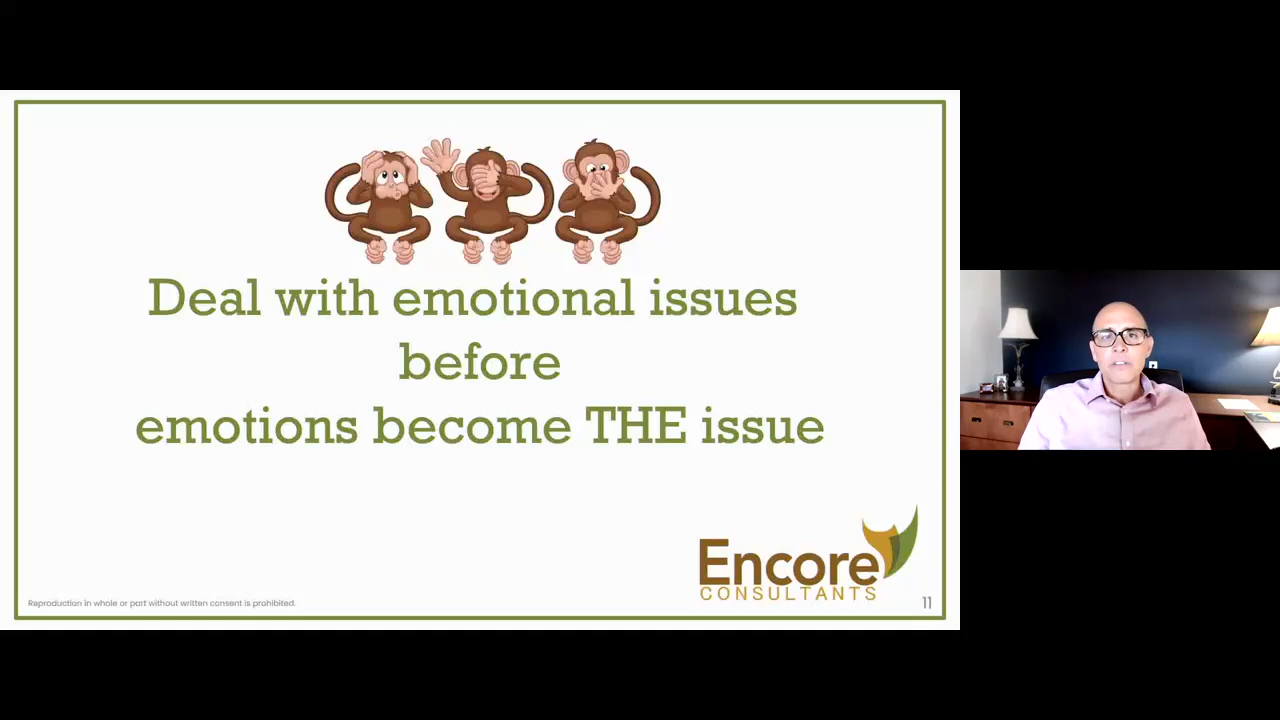 Deal with emotional issues
before
emotions become THE issue
Encore
CONSULTANTS
Reproduction in whole or part without written consent is prohibited.
11